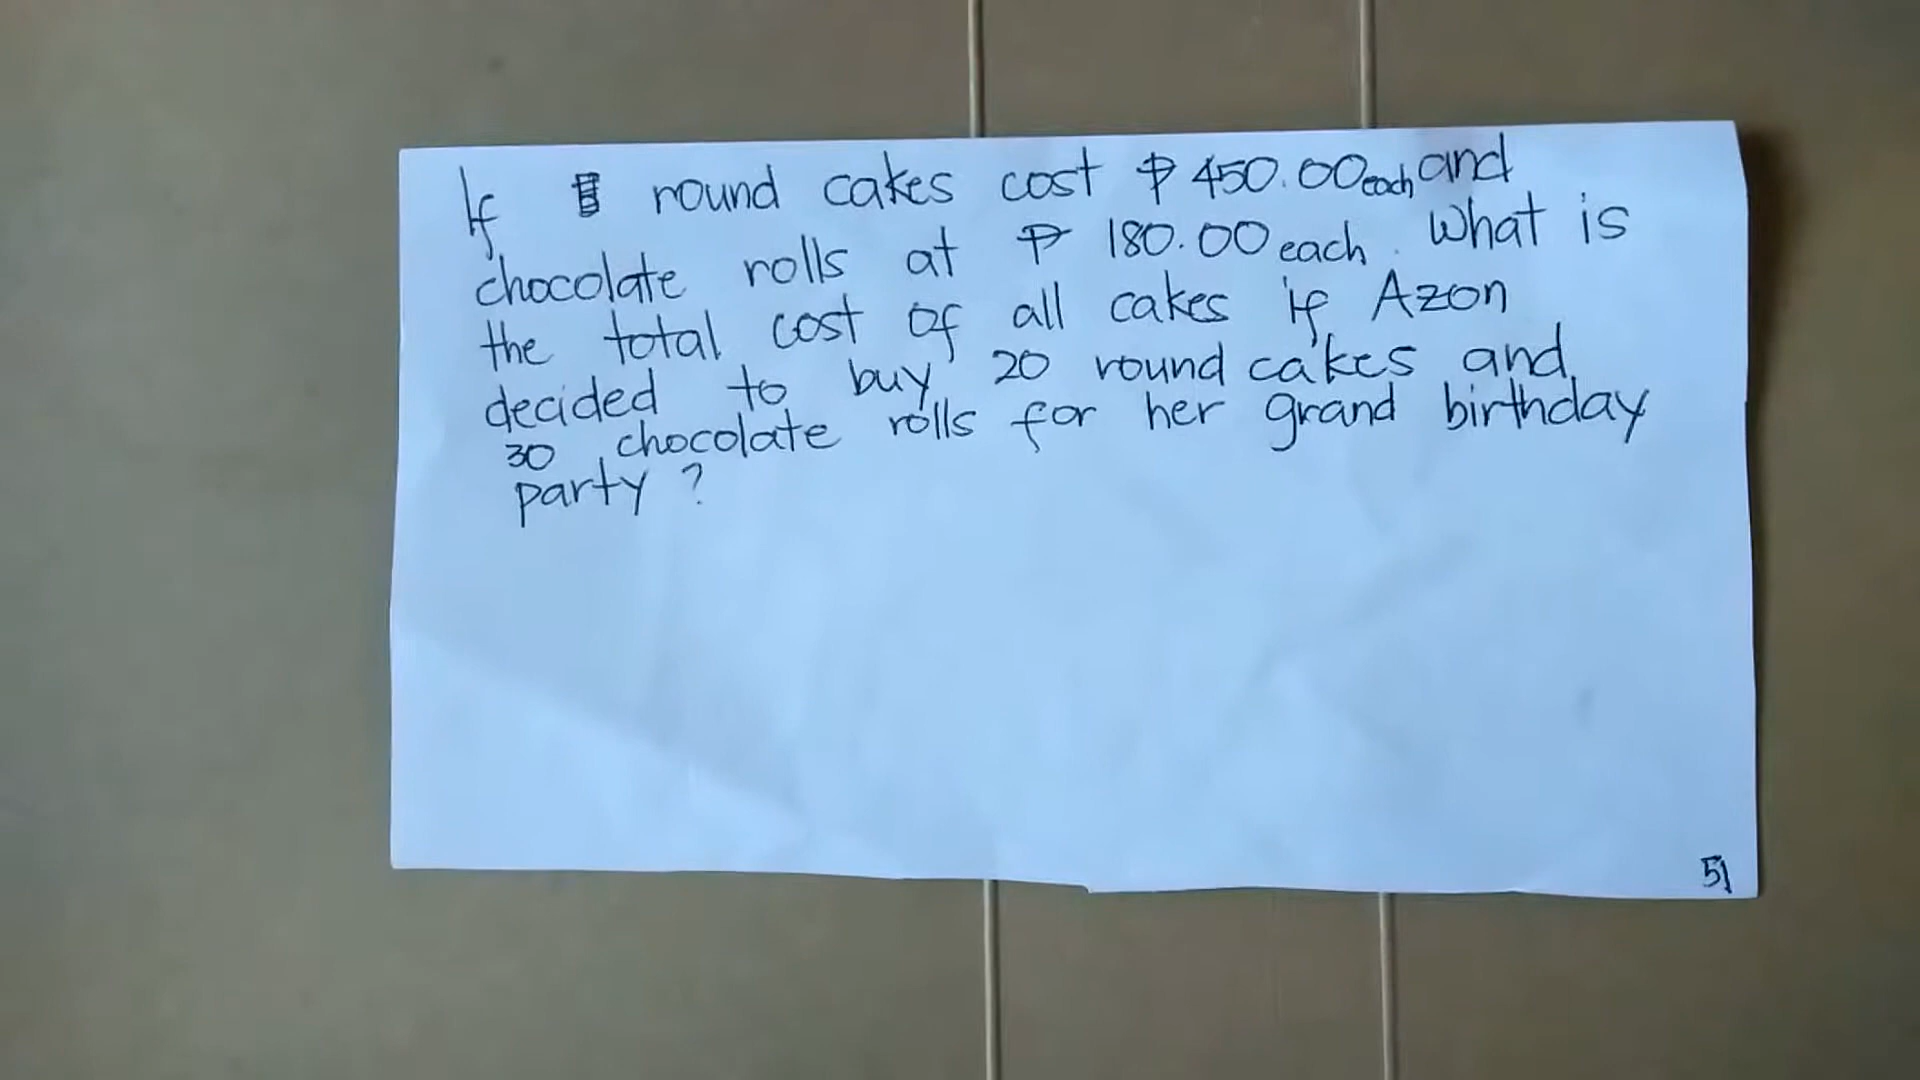 If round cakes cost ₱ 450.00 each and
chocolate rolls at ₱ 180.00 each. What is
the total cost of all cakes if Azon
decided to buy 20 round cakes and
30 chocolate rolls for her grand birthday
party ?
51